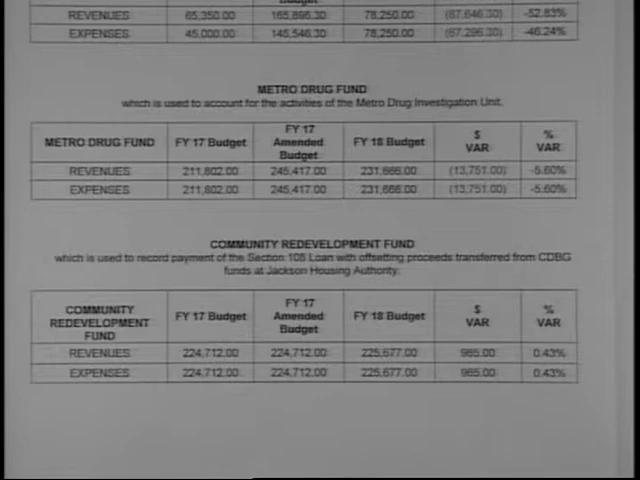 REVENUES 65,350.00 165,896.30 78,250.00 (87,646.30) -52.83%
EXPENSES 45,000.00 145,546.30 78,250.00 (67,296.30) -46.24%
METRO DRUG FUND
which is used to account for the activities of the Metro Drug Investigation Unit.
METRO DRUG FUND FY 17 Budget FY 17 Amended Budget FY 18 Budget $ VAR % VAR
REVENUES 211,802.00 245,417.00 231,666.00 (13,751.00) -5.60%
EXPENSES 211,802.00 245,417.00 231,666.00 (13,751.00) -5.60%
COMMUNITY REDEVELOPMENT FUND
which is used to record payment of the Section 108 Loan with offsetting proceeds transferred from CDBG
funds at Jackson Housing Authority.
COMMUNITY REDEVELOPMENT FUND FY 17 Budget FY 17 Amended Budget FY 18 Budget $ VAR % VAR
REVENUES 224,712.00 224,712.00 225,677.00 965.00 0.43%
EXPENSES 224,712.00 224,712.00 225,677.00 965.00 0.43%